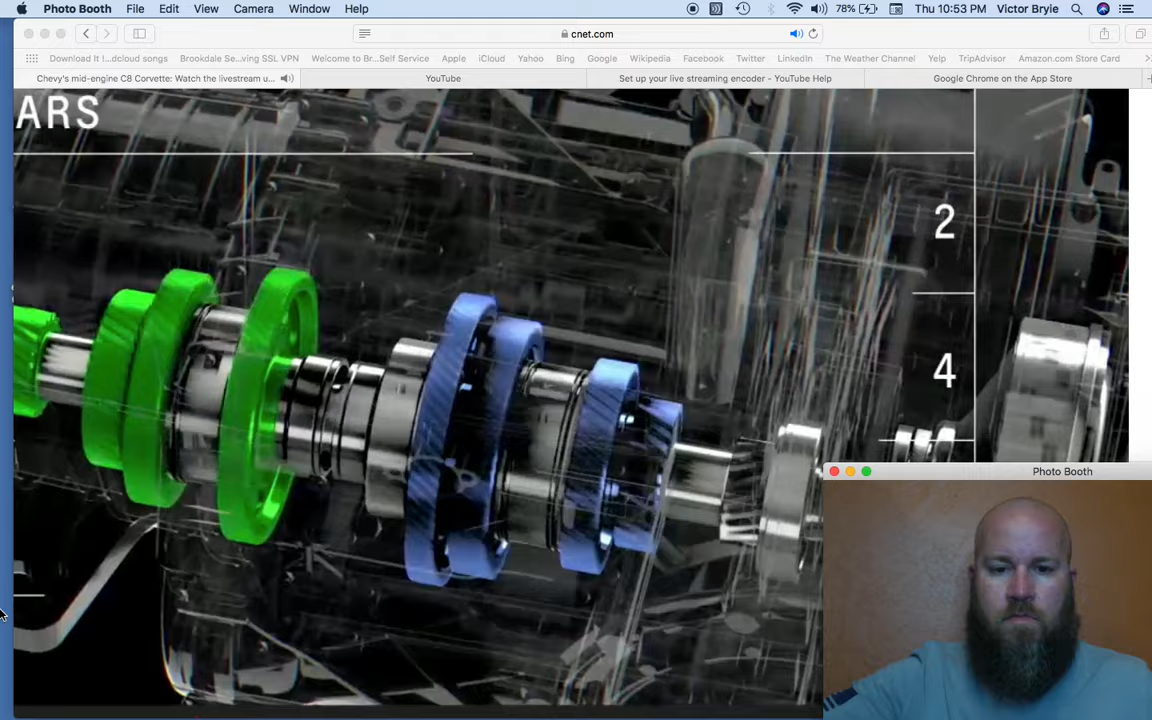 Photo Booth File Edit View Camera Window Help 78% Thu 10:53 PM Victor Bryie
cnet.com
Download It !...dcloud songs Brookdale Se...ving SSL VPN Welcome to Br...Self Service Apple iCloud Yahoo Bing Google Wikipedia Facebook Twitter LinkedIn The Weather Channel Yelp TripAdvisor Amazon.com Store Card
Chevy's mid-engine C8 Corvette: Watch the livestream u... YouTube Set up your live streaming encoder - YouTube Help Google Chrome on the App Store
ARS
2
4
Photo Booth